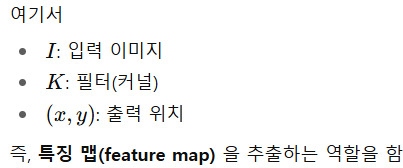 여기서
• I: 입력 이미지
• K: 필터(커널)
• (x, y): 출력 위치
즉, 특징 맵(feature map) 을 추출하는 역할을 함